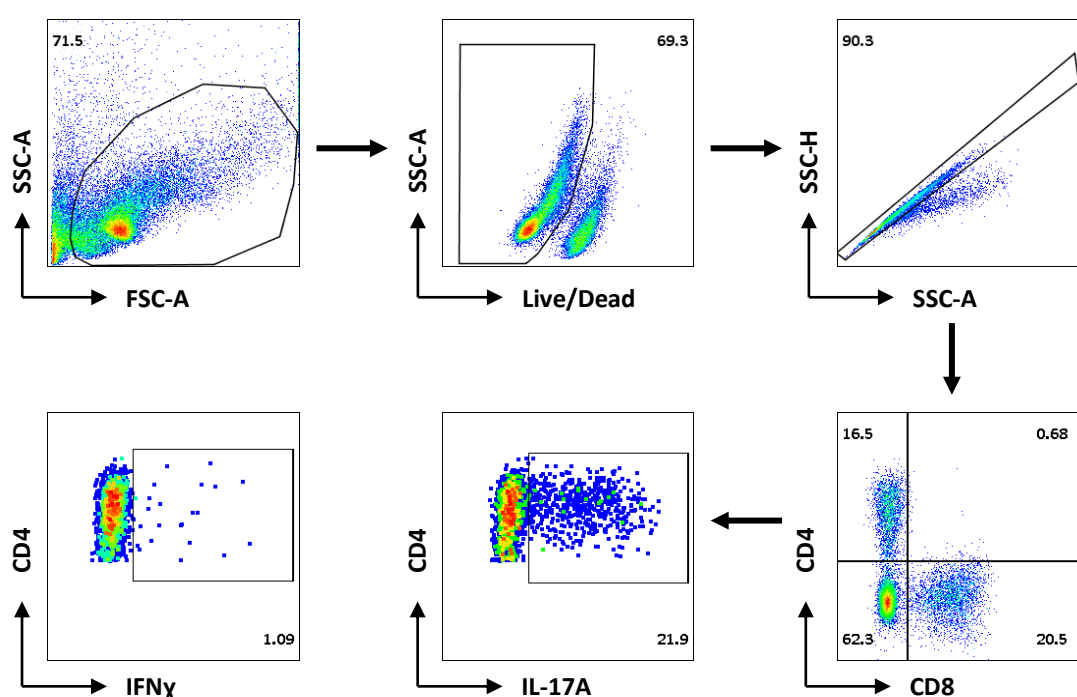 71.5
SSC-A
FSC-A
69.3
SSC-A
Live/Dead
90.3
SSC-H
SSC-A
CD4
1.09
IFNγ
CD4
21.9
IL-17A
16.5
0.68
CD4
62.3
20.5
CD8